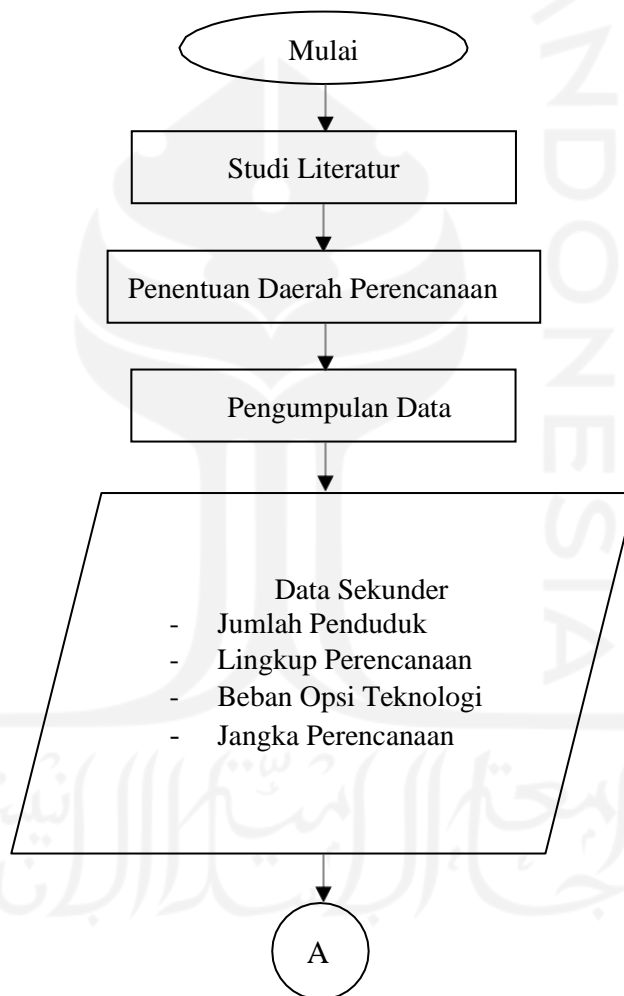 Mulai
Studi Literatur
Penentuan Daerah Perencanaan
Pengumpulan Data
Data Sekunder
- Jumlah Penduduk
- Lingkup Perencanaan
- Beban Opsi Teknologi
- Jangka Perencanaan
A
NDONESIA